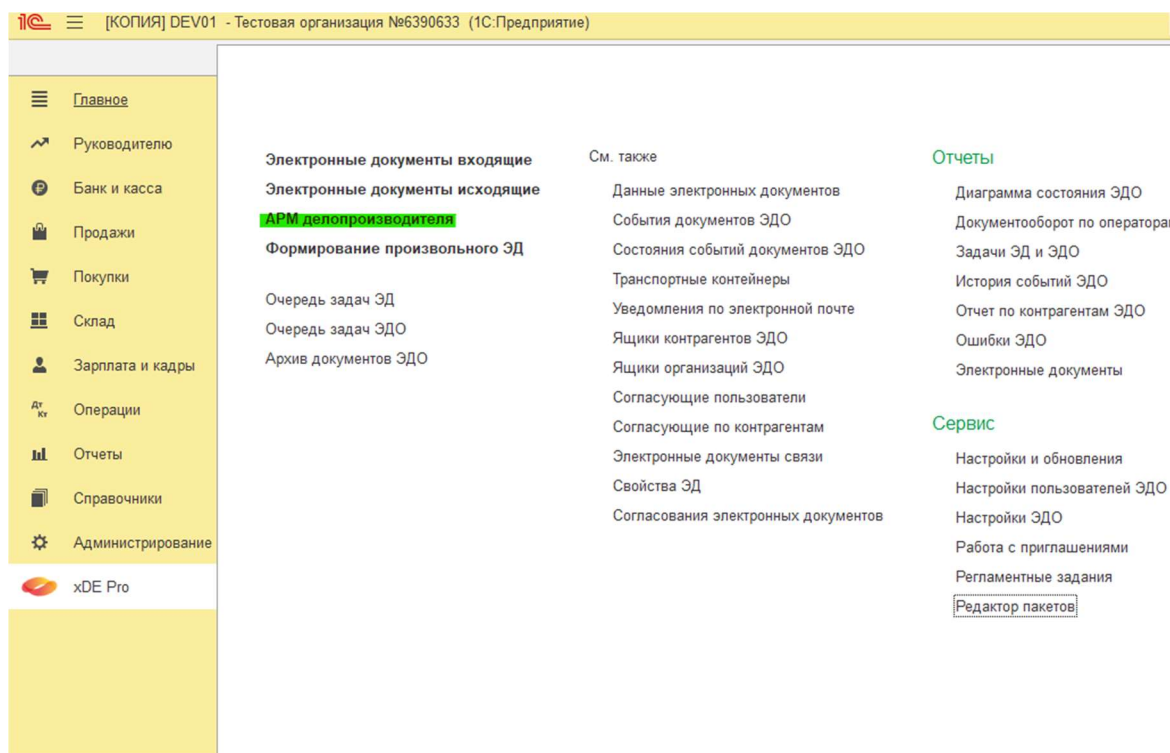 1С [КОПИЯ] DEV01 - Тестовая организация №6390633 (1С:Предприятие)
Главное
Руководителю
Банк и касса
Продажи
Покупки
Склад
Зарплата и кадры
Дт Кт Операции
Отчеты
Справочники
Администрирование
xDE Pro
Электронные документы входящие
Электронные документы исходящие
АРМ делопроизводителя
Формирование произвольного ЭД
Очередь задач ЭД
Очередь задач ЭДО
Архив документов ЭДО
См. также
Данные электронных документов
События документов ЭДО
Состояния событий документов ЭДО
Транспортные контейнеры
Уведомления по электронной почте
Ящики контрагентов ЭДО
Ящики организаций ЭДО
Согласующие пользователи
Согласующие по контрагентам
Электронные документы связи
Свойства ЭД
Согласования электронных документов
Отчеты
Диаграмма состояния ЭДО
Документооборот по оператора
Задачи ЭД и ЭДО
История событий ЭДО
Отчет по контрагентам ЭДО
Ошибки ЭДО
Электронные документы
Сервис
Настройки и обновления
Настройки пользователей ЭДО
Настройки ЭДО
Работа с приглашениями
Регламентные задания
Редактор пакетов